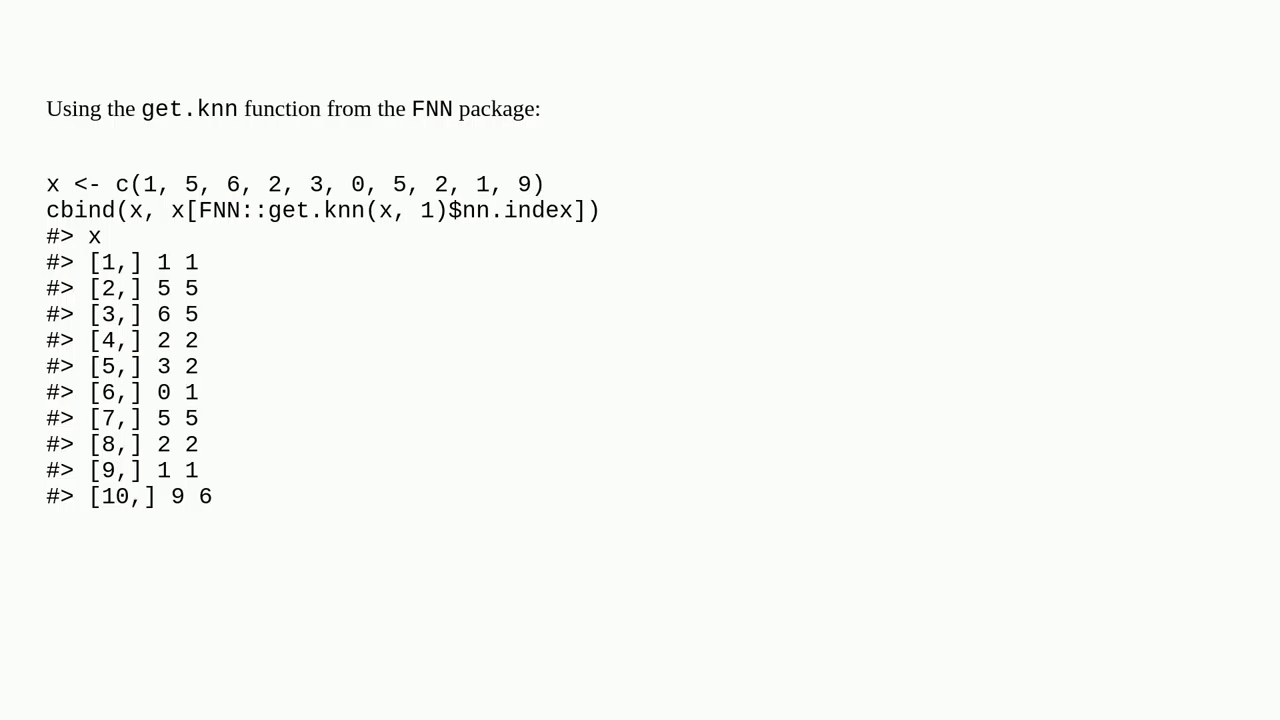 Using the get.knn function from the FNN package:
x <- c(1, 5, 6, 2, 3, 0, 5, 2, 1, 9)
cbind(x, x[FNN::get.knn(x, 1)$nn.index])
#> x
#> [1,] 1 1
#> [2,] 5 5
#> [3,] 6 5
#> [4,] 2 2
#> [5,] 3 2
#> [6,] 0 1
#> [7,] 5 5
#> [8,] 2 2
#> [9,] 1 1
#> [10,] 9 6